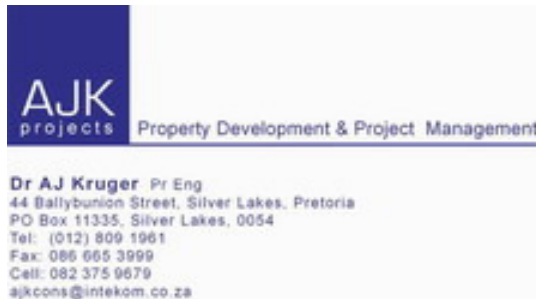 AJK
projects
Property Development & Project Management
Dr AJ Kruger Pr Eng
44 Ballybunion Street, Silver Lakes, Pretoria
PO Box 11335, Silver Lakes, 0054
Tel: (012) 809 1961
Fax: 086 665 3999
Cell: 082 375 9679
ajkcons@intekom.co.za